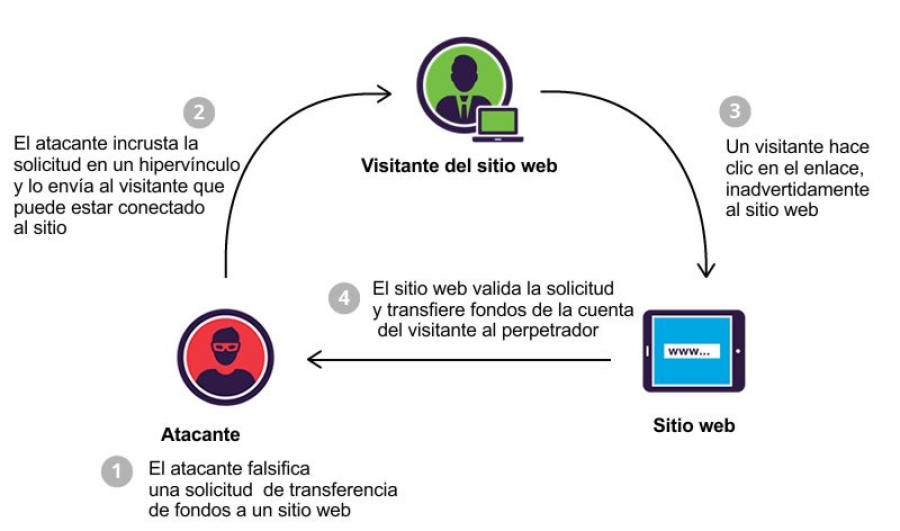 2
El atacante incrusta la
solicitud en un hipervínculo
y lo envía al visitante que
puede estar conectado
al sitio
Visitante del sitio web
3
Un visitante hace
clic en el enlace,
inadvertidamente
al sitio web
4
El sitio web valida la solicitud
y transfiere fondos de la cuenta
del visitante al perpetrador
www...
Atacante
Sitio web
1
El atacante falsifica
una solicitud de transferencia
de fondos a un sitio web